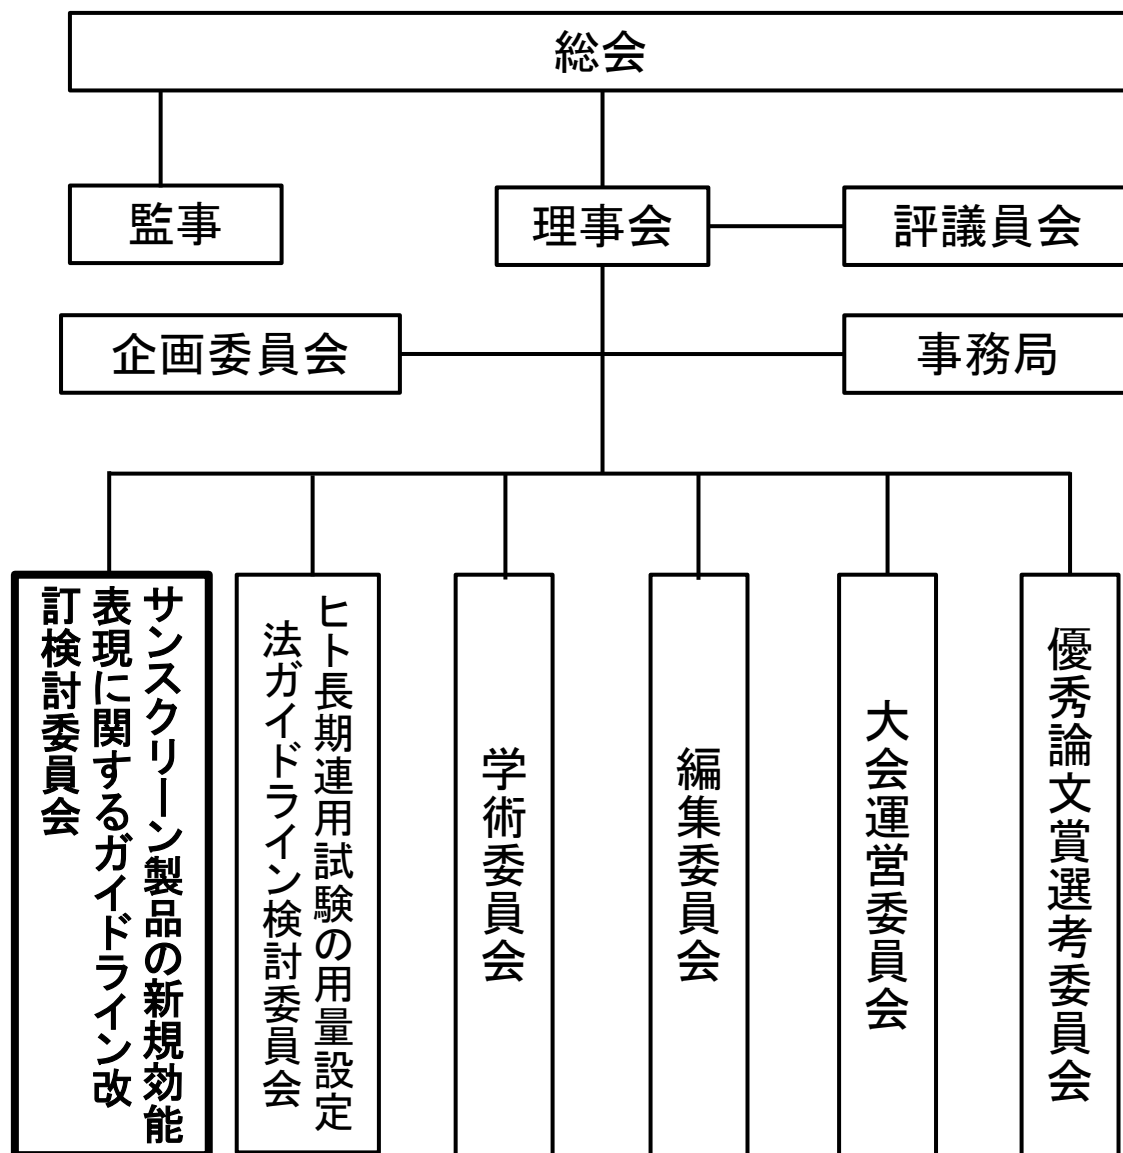 総会
監事
理事会
評議員会
企画委員会
事務局
サンスクリーン製品の新規効能
表現に関するガイドライン改
訂検討委員会
ヒト長期連用試験の用量設定
法ガイドライン検討委員会
学術委員会
編集委員会
大会運営委員会
優秀論文賞選考委員会